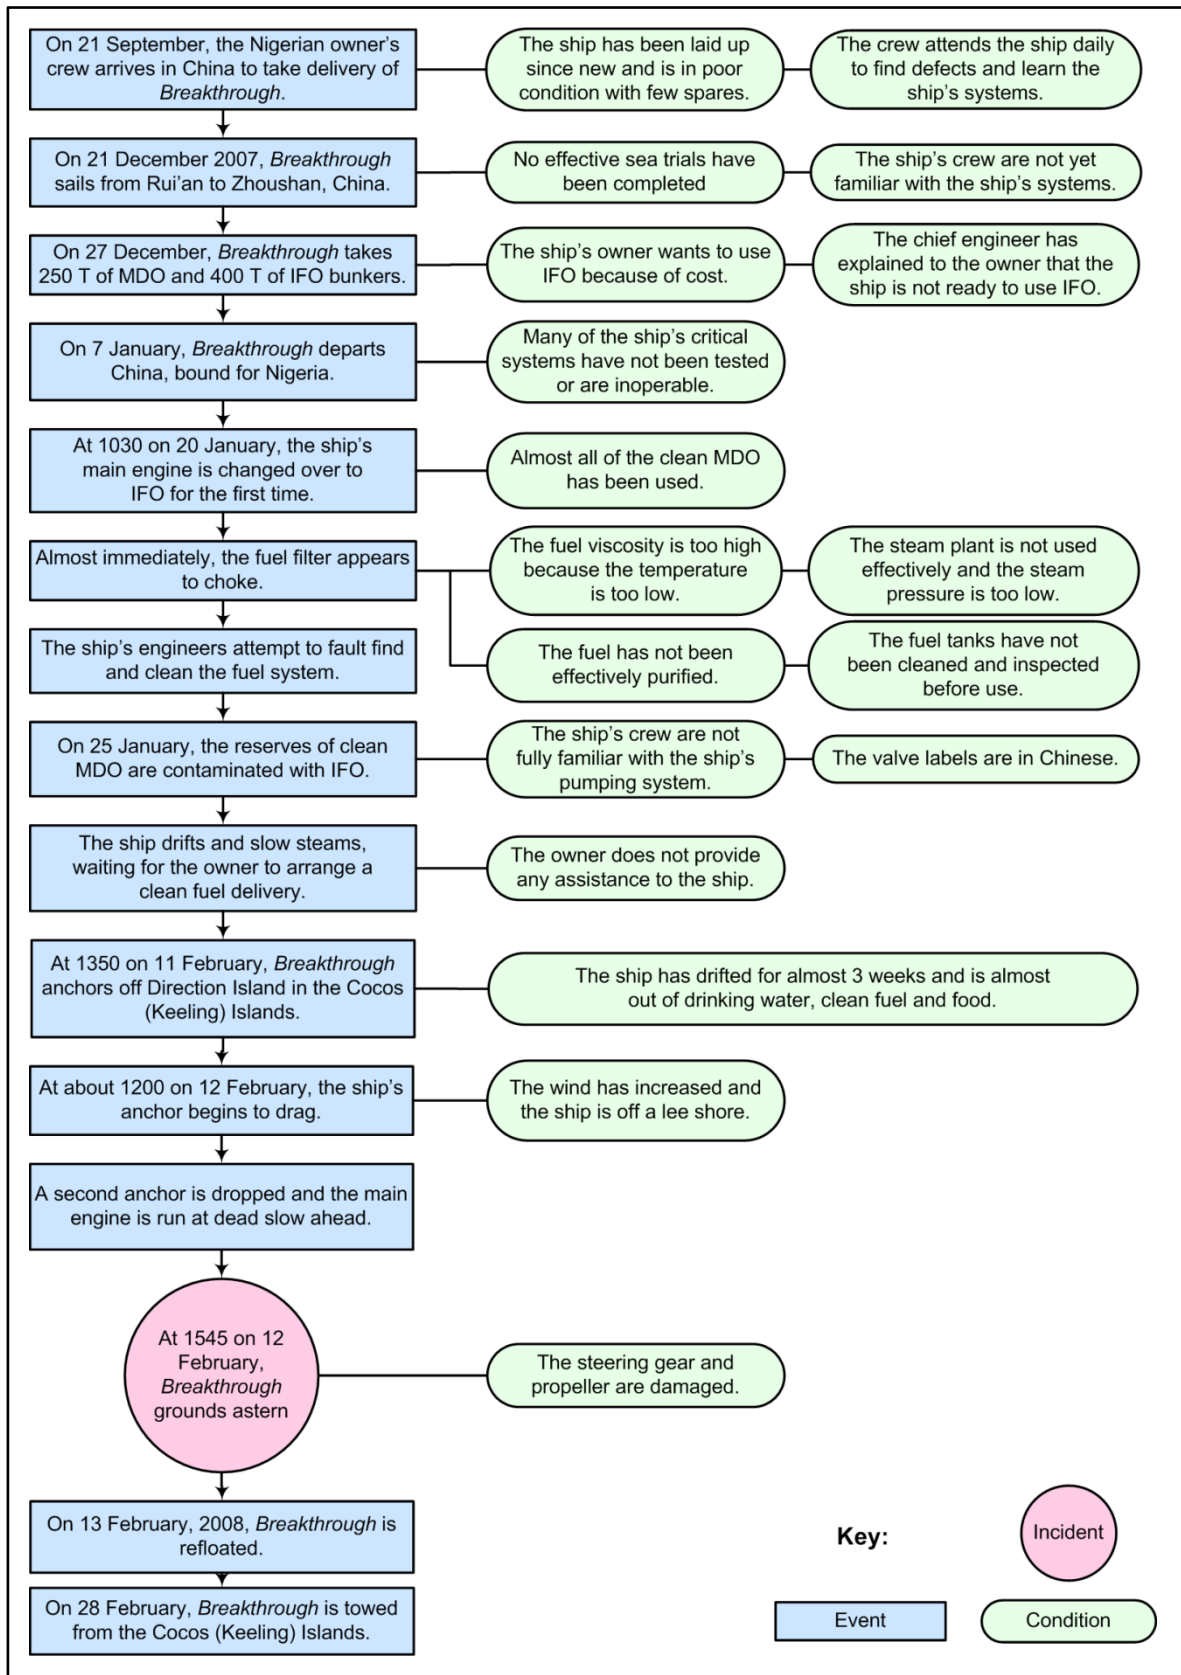 On 21 September, the Nigerian owner's
crew arrives in China to take delivery of
Breakthrough.
The ship has been laid up
since new and is in poor
condition with few spares.
The crew attends the ship daily
to find defects and learn the
ship's systems.
On 21 December 2007, Breakthrough
sails from Rui'an to Zhoushan, China.
No effective sea trials have
been completed
The ship's crew are not yet
familiar with the ship's systems.
On 27 December, Breakthrough takes
250 T of MDO and 400 T of IFO bunkers.
The ship's owner wants to use
IFO because of cost.
The chief engineer has
explained to the owner that the
ship is not ready to use IFO.
On 7 January, Breakthrough departs
China, bound for Nigeria.
Many of the ship's critical
systems have not been tested
or are inoperable.
At 1030 on 20 January, the ship's
main engine is changed over to
IFO for the first time.
Almost all of the clean MDO
has been used.
Almost immediately, the fuel filter appears
to choke.
The fuel viscosity is too high
because the temperature
is too low.
The steam plant is not used
effectively and the steam
pressure is too low.
The ship's engineers attempt to fault find
and clean the fuel system.
The fuel has not been
effectively purified.
The fuel tanks have not
been cleaned and inspected
before use.
On 25 January, the reserves of clean
MDO are contaminated with IFO.
The ship's crew are not
fully familiar with the ship's
pumping system.
The valve labels are in Chinese.
The ship drifts and slow steams,
waiting for the owner to arrange a
clean fuel delivery.
The owner does not provide
any assistance to the ship.
At 1350 on 11 February, Breakthrough
anchors off Direction Island in the Cocos
(Keeling) Islands.
The ship has drifted for almost 3 weeks and is almost
out of drinking water, clean fuel and food.
At about 1200 on 12 February, the ship's
anchor begins to drag.
The wind has increased and
the ship is off a lee shore.
A second anchor is dropped and the main
engine is run at dead slow ahead.
At 1545 on 12
February,
Breakthrough
grounds astern
The steering gear and
propeller are damaged.
On 13 February, 2008, Breakthrough is
refloated.
On 28 February, Breakthrough is towed
from the Cocos (Keeling) Islands.
Key:
Incident
Event
Condition